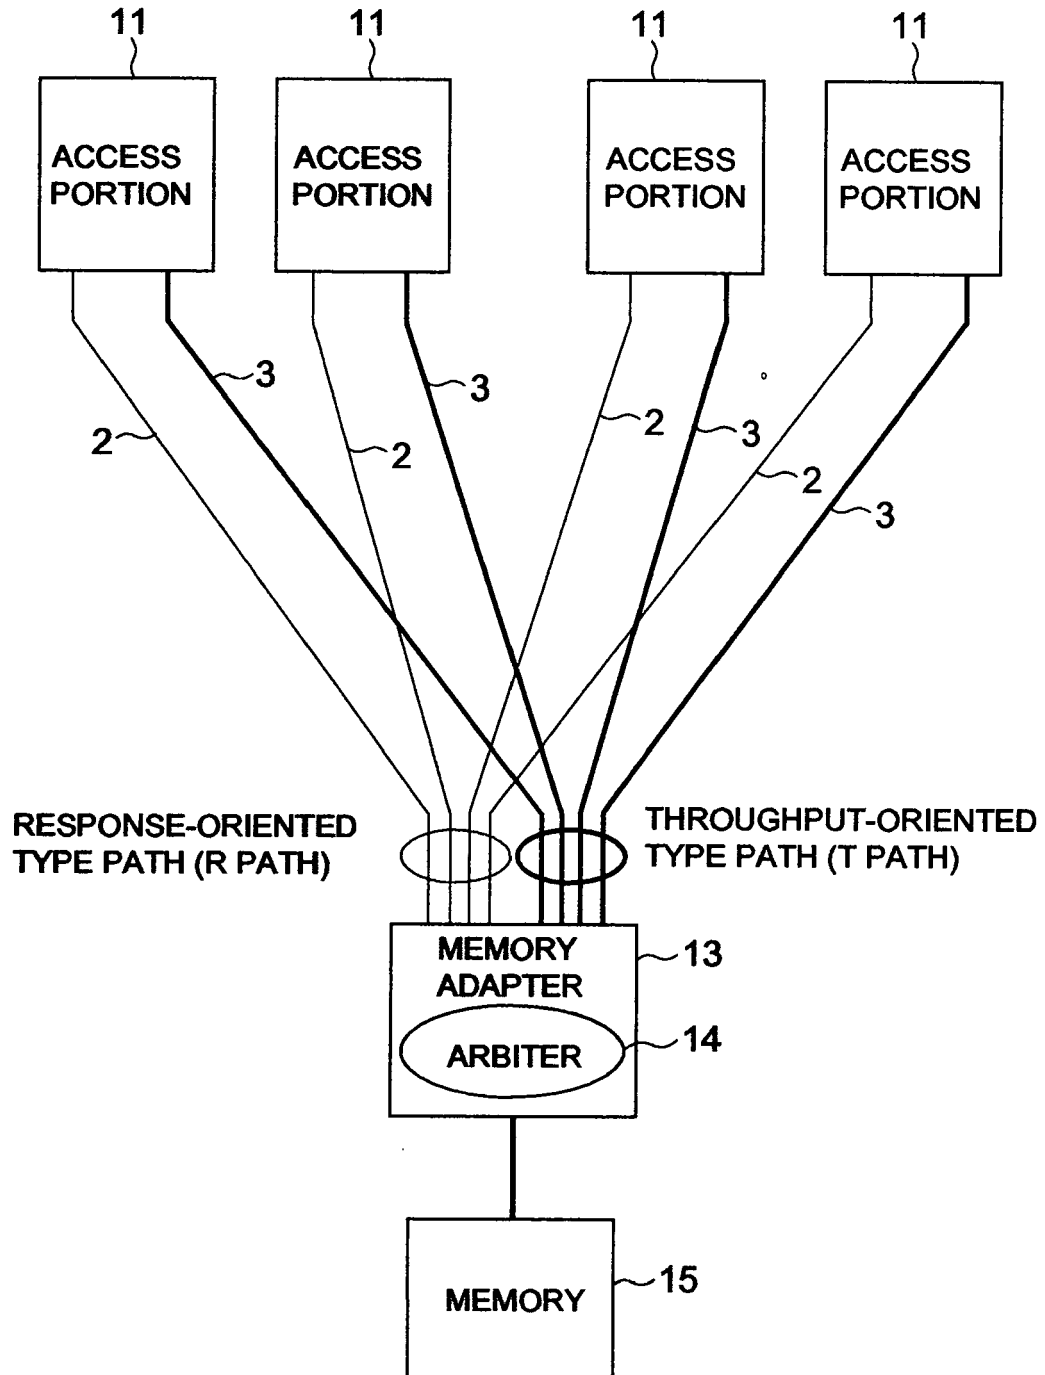 11 11 11 11
ACCESS PORTION
ACCESS PORTION
ACCESS PORTION
ACCESS PORTION
3
3
2
3
2
2
2
3
RESPONSE-ORIENTED
TYPE PATH (R PATH)
THROUGHPUT-ORIENTED
TYPE PATH (T PATH)
MEMORY
ADAPTER
13
ARBITER
14
MEMORY
15